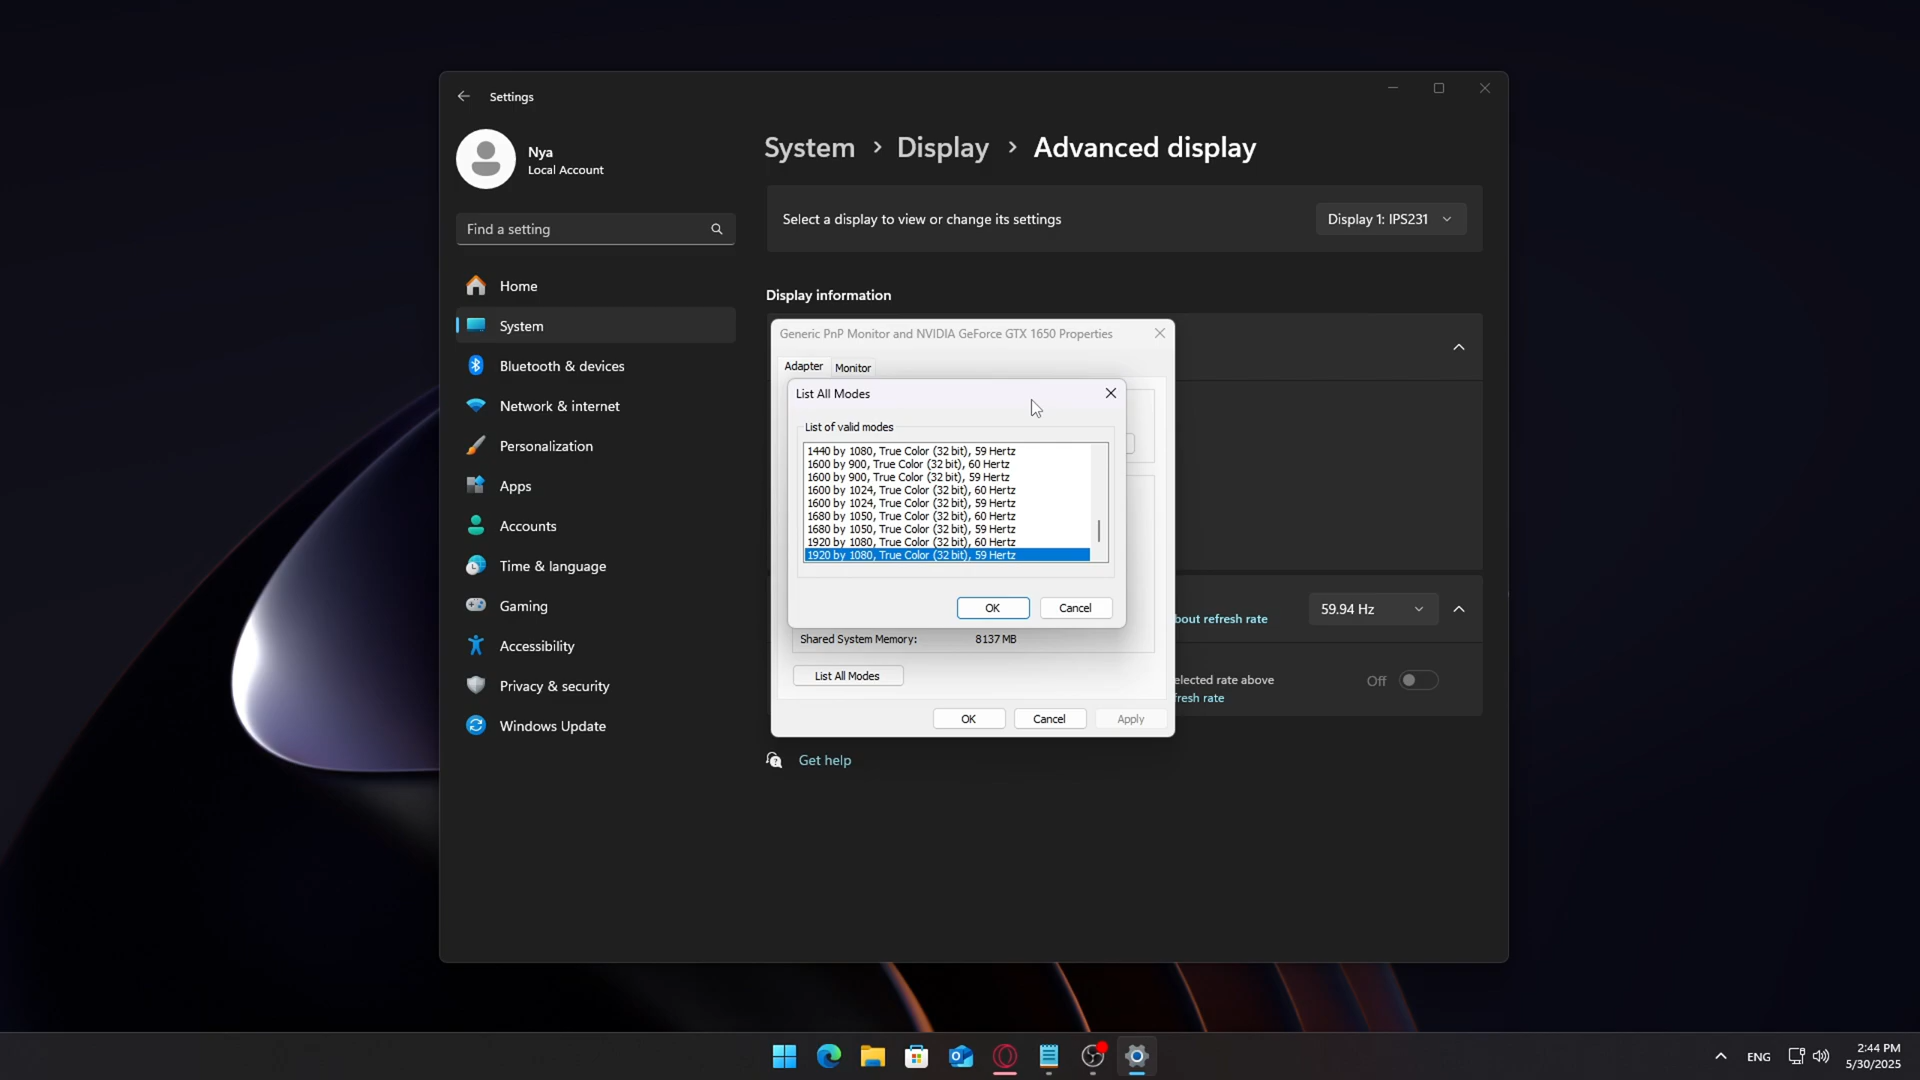 Settings
Nya
Local Account
Find a setting
Home
System
Bluetooth & devices
Network & internet
Personalization
Apps
Accounts
Time & language
Gaming
Accessibility
Privacy & security
Windows Update
System > Display > Advanced display
Select a display to view or change its settings
Display 1: IPS231
Display information
Generic PnP Monitor and NVIDIA GeForce GTX 1650 Properties
Adapter Monitor
List All Modes
List of valid modes
1440 by 1080, True Color (32 bit), 59 Hertz
1600 by 900, True Color (32 bit), 60 Hertz
1600 by 900, True Color (32 bit), 59 Hertz
1600 by 1024, True Color (32 bit), 60 Hertz
1600 by 1024, True Color (32 bit), 59 Hertz
1680 by 1050, True Color (32 bit), 60 Hertz
1680 by 1050, True Color (32 bit), 59 Hertz
1920 by 1080, True Color (32 bit), 60 Hertz
1920 by 1080, True Color (32 bit), 59 Hertz
OK Cancel
Shared System Memory: 8137 MB
List All Modes
OK Cancel Apply
bout refresh rate
59.94 Hz
elected rate above
fresh rate
Off
Get help
ENG
2:44 PM
5/30/2025